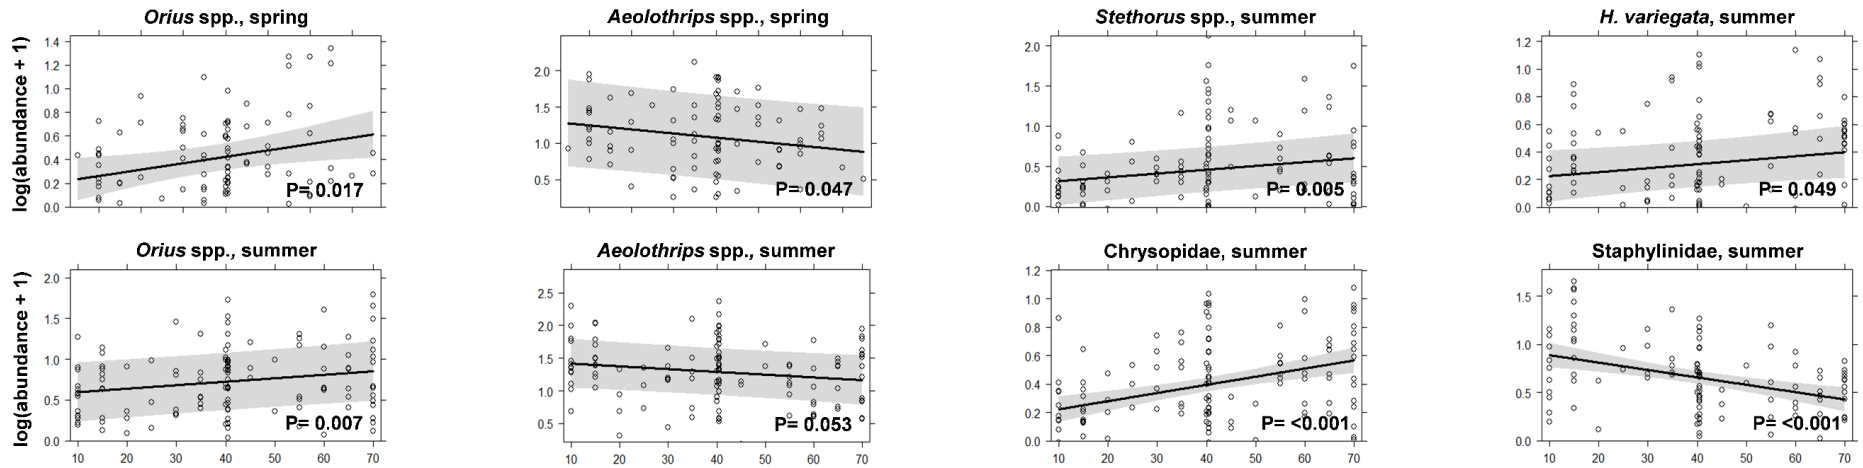 Orius spp., spring
Aeolothrips spp., spring
Stethorus spp., summer
H. variegata, summer
log(abundance + 1)
1.4
1.2
1.0
0.8
0.6
0.4
0.2
0.0
P= 0.017
2.0
1.5
1.0
0.5
P= 0.047
2.0
1.0
0.5
0.0
P= 0.005
1.2
1.0
0.8
0.6
0.4
0.2
0.0
P= 0.049
Orius spp., summer
Aeolothrips spp., summer
Chrysopidae, summer
Staphylinidae, summer
log(abundance + 1)
2.0
1.5
1.0
0.5
0.0
P= 0.007
10 20 30 40 50 60 70
2.5
2.0
1.5
1.0
0.5
P= 0.053
10 20 30 40 50 60 70
1.2
1.0
0.8
0.6
0.4
0.2
0.0
P= <0.001
10 20 30 40 50 60 70
1.5
1.0
0.5
0.0
P= <0.001
10 20 30 40 50 60 70